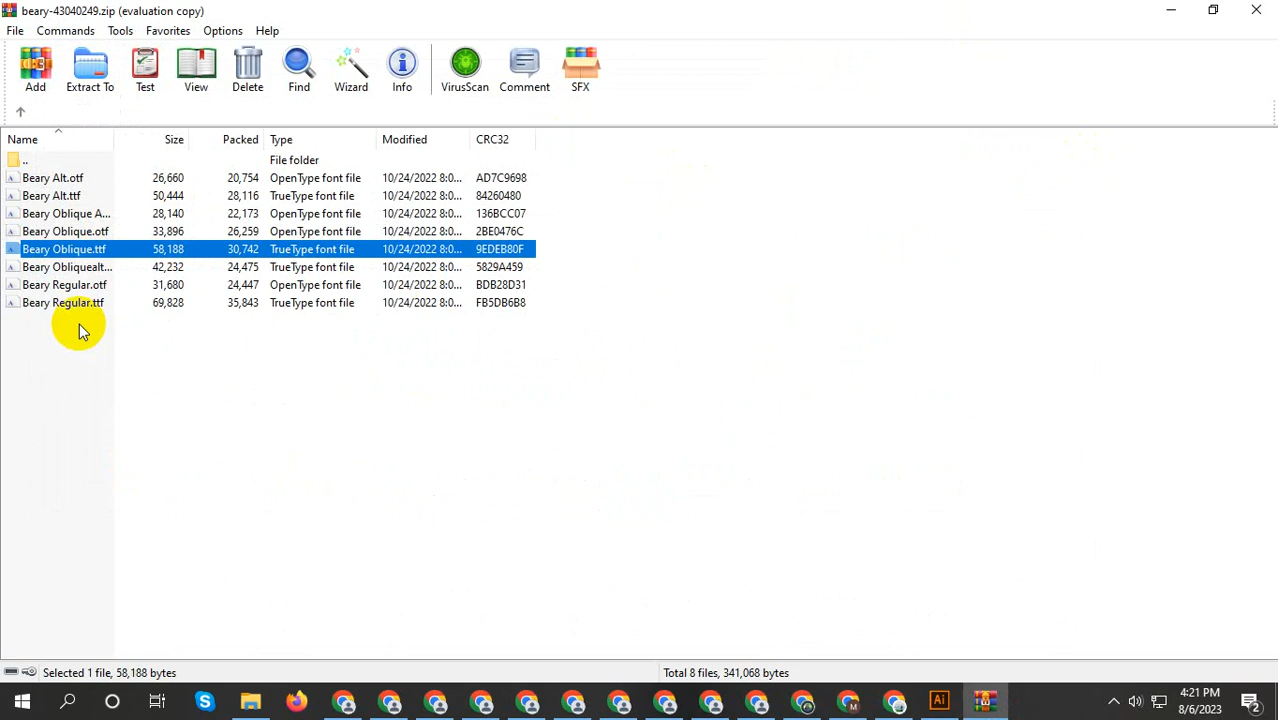 beary-43040249.zip (evaluation copy)
File Commands Tools Favorites Options Help
Add Extract To Test View Delete Find Wizard Info VirusScan Comment SFX
Name Size Packed Type Modified CRC32
.. File folder
Beary Alt.otf 26,660 20,754 OpenType font file 10/24/2022 8:0... AD7C9698
Beary Alt.ttf 50,444 28,116 TrueType font file 10/24/2022 8:0... 84260480
Beary Oblique A... 28,140 22,173 OpenType font file 10/24/2022 8:0... 136BCC07
Beary Oblique.otf 33,896 26,259 OpenType font file 10/24/2022 8:0... 2BE0476C
Beary Oblique.ttf 58,188 30,742 TrueType font file 10/24/2022 8:0... 9EDEB80F
Beary Obliquealt... 42,232 24,475 TrueType font file 10/24/2022 8:0... 5829A459
Beary Regular.otf 31,680 24,447 OpenType font file 10/24/2022 8:0... BDB28D31
Beary Regular.ttf 69,828 35,843 TrueType font file 10/24/2022 8:0... FB5DB6B8
Selected 1 file, 58,188 bytes Total 8 files, 341,068 bytes
4:21 PM
8/6/2023